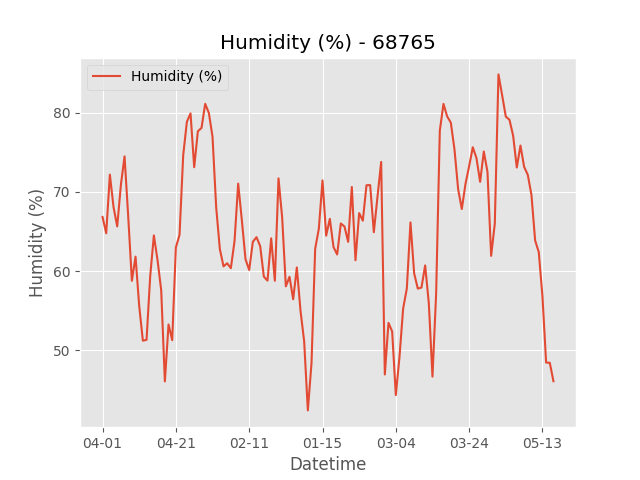 Humidity (%) - 68765
Humidity (%)
80
70
60
50
Humidity (%)
04-01 04-21 02-11 01-15 03-04 03-24 05-13
Datetime